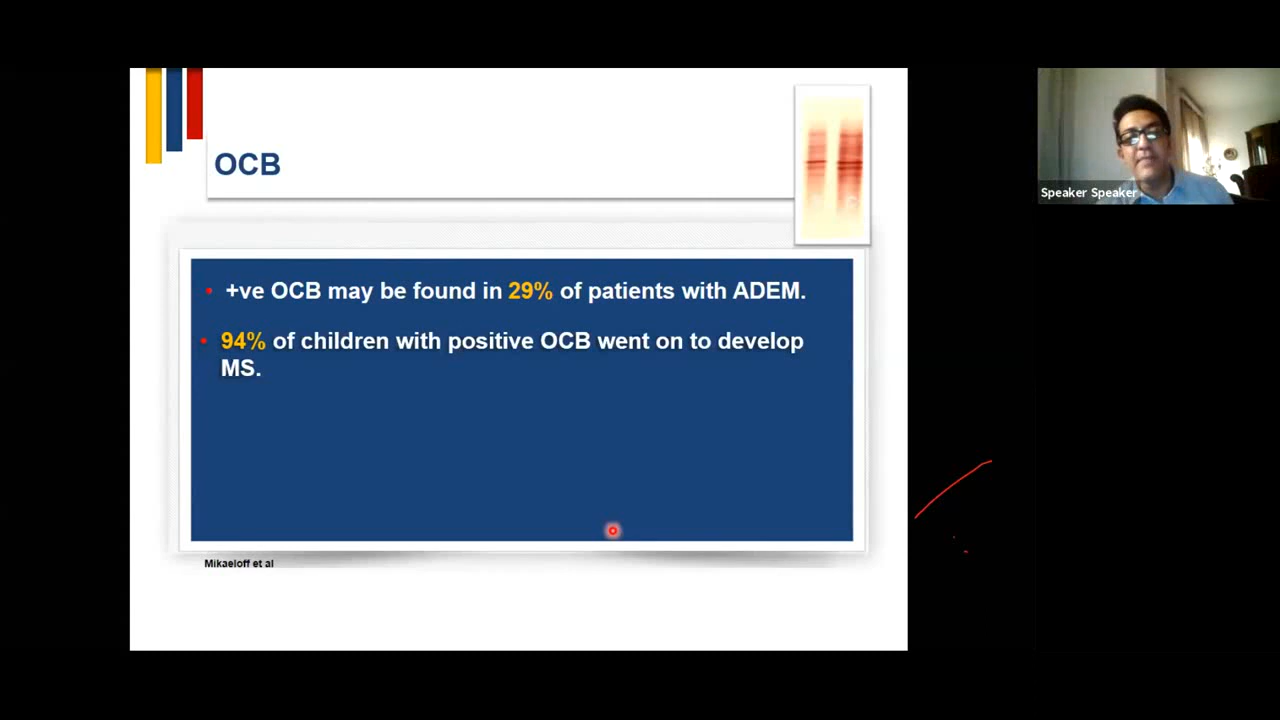 OCB
Speaker Speaker
+ve OCB may be found in 29% of patients with ADEM.
94% of children with positive OCB went on to develop
MS.
Mikaeloff et al